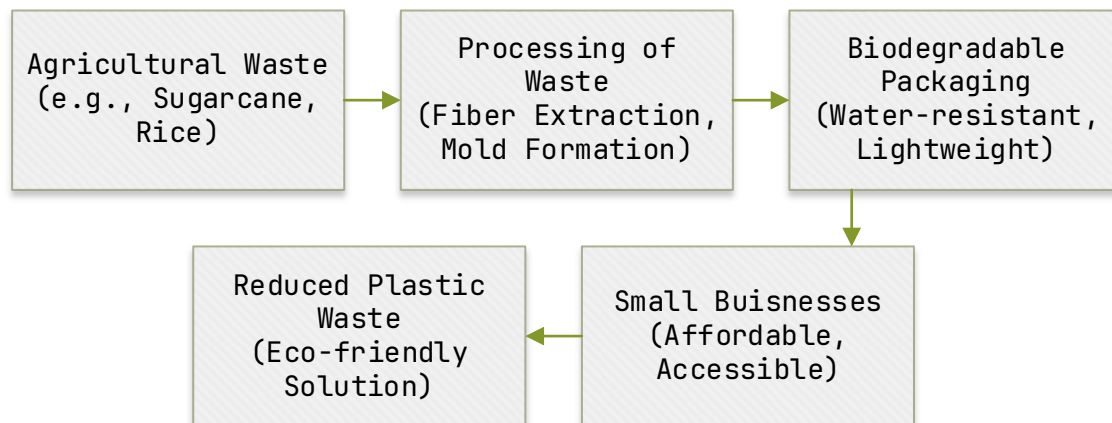 Agricultural Waste
(e.g., Sugarcane,
Rice)
Processing of
Waste
(Fiber Extraction,
Mold Formation)
Biodegradable
Packaging
(Water-resistant,
Lightweight)
Small Buisnesses
(Affordable,
Accessible)
Reduced Plastic
Waste
(Eco-friendly
Solution)